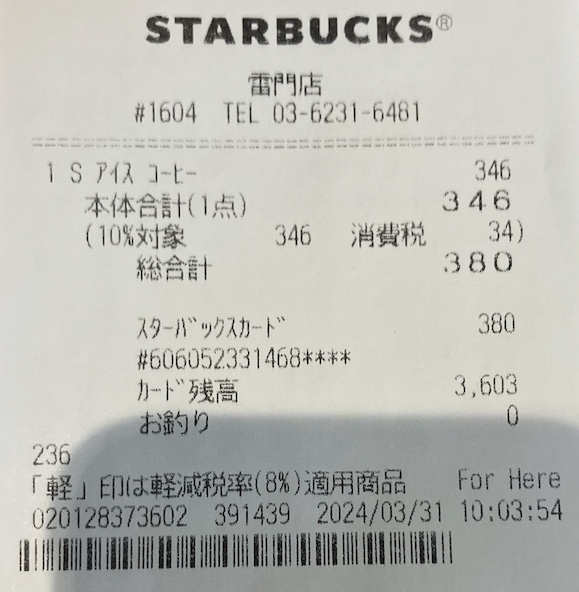 STARBUCKS®
雷門店
#1604 TEL 03-6231-6481
1 S ｱｲｽ ｺｰﾋｰ 346
本体合計(1点) 346
(10%対象 346 消費税 34)
総合計 380
ｽﾀｰﾊﾞｯｸｽｶｰﾄﾞ 380
#606052331468****
ｶｰﾄﾞ残高 3,603
お釣り 0
236
「軽」印は軽減税率(8%)適用商品 For Here
020128373602 391439 2024/03/31 10:03:54